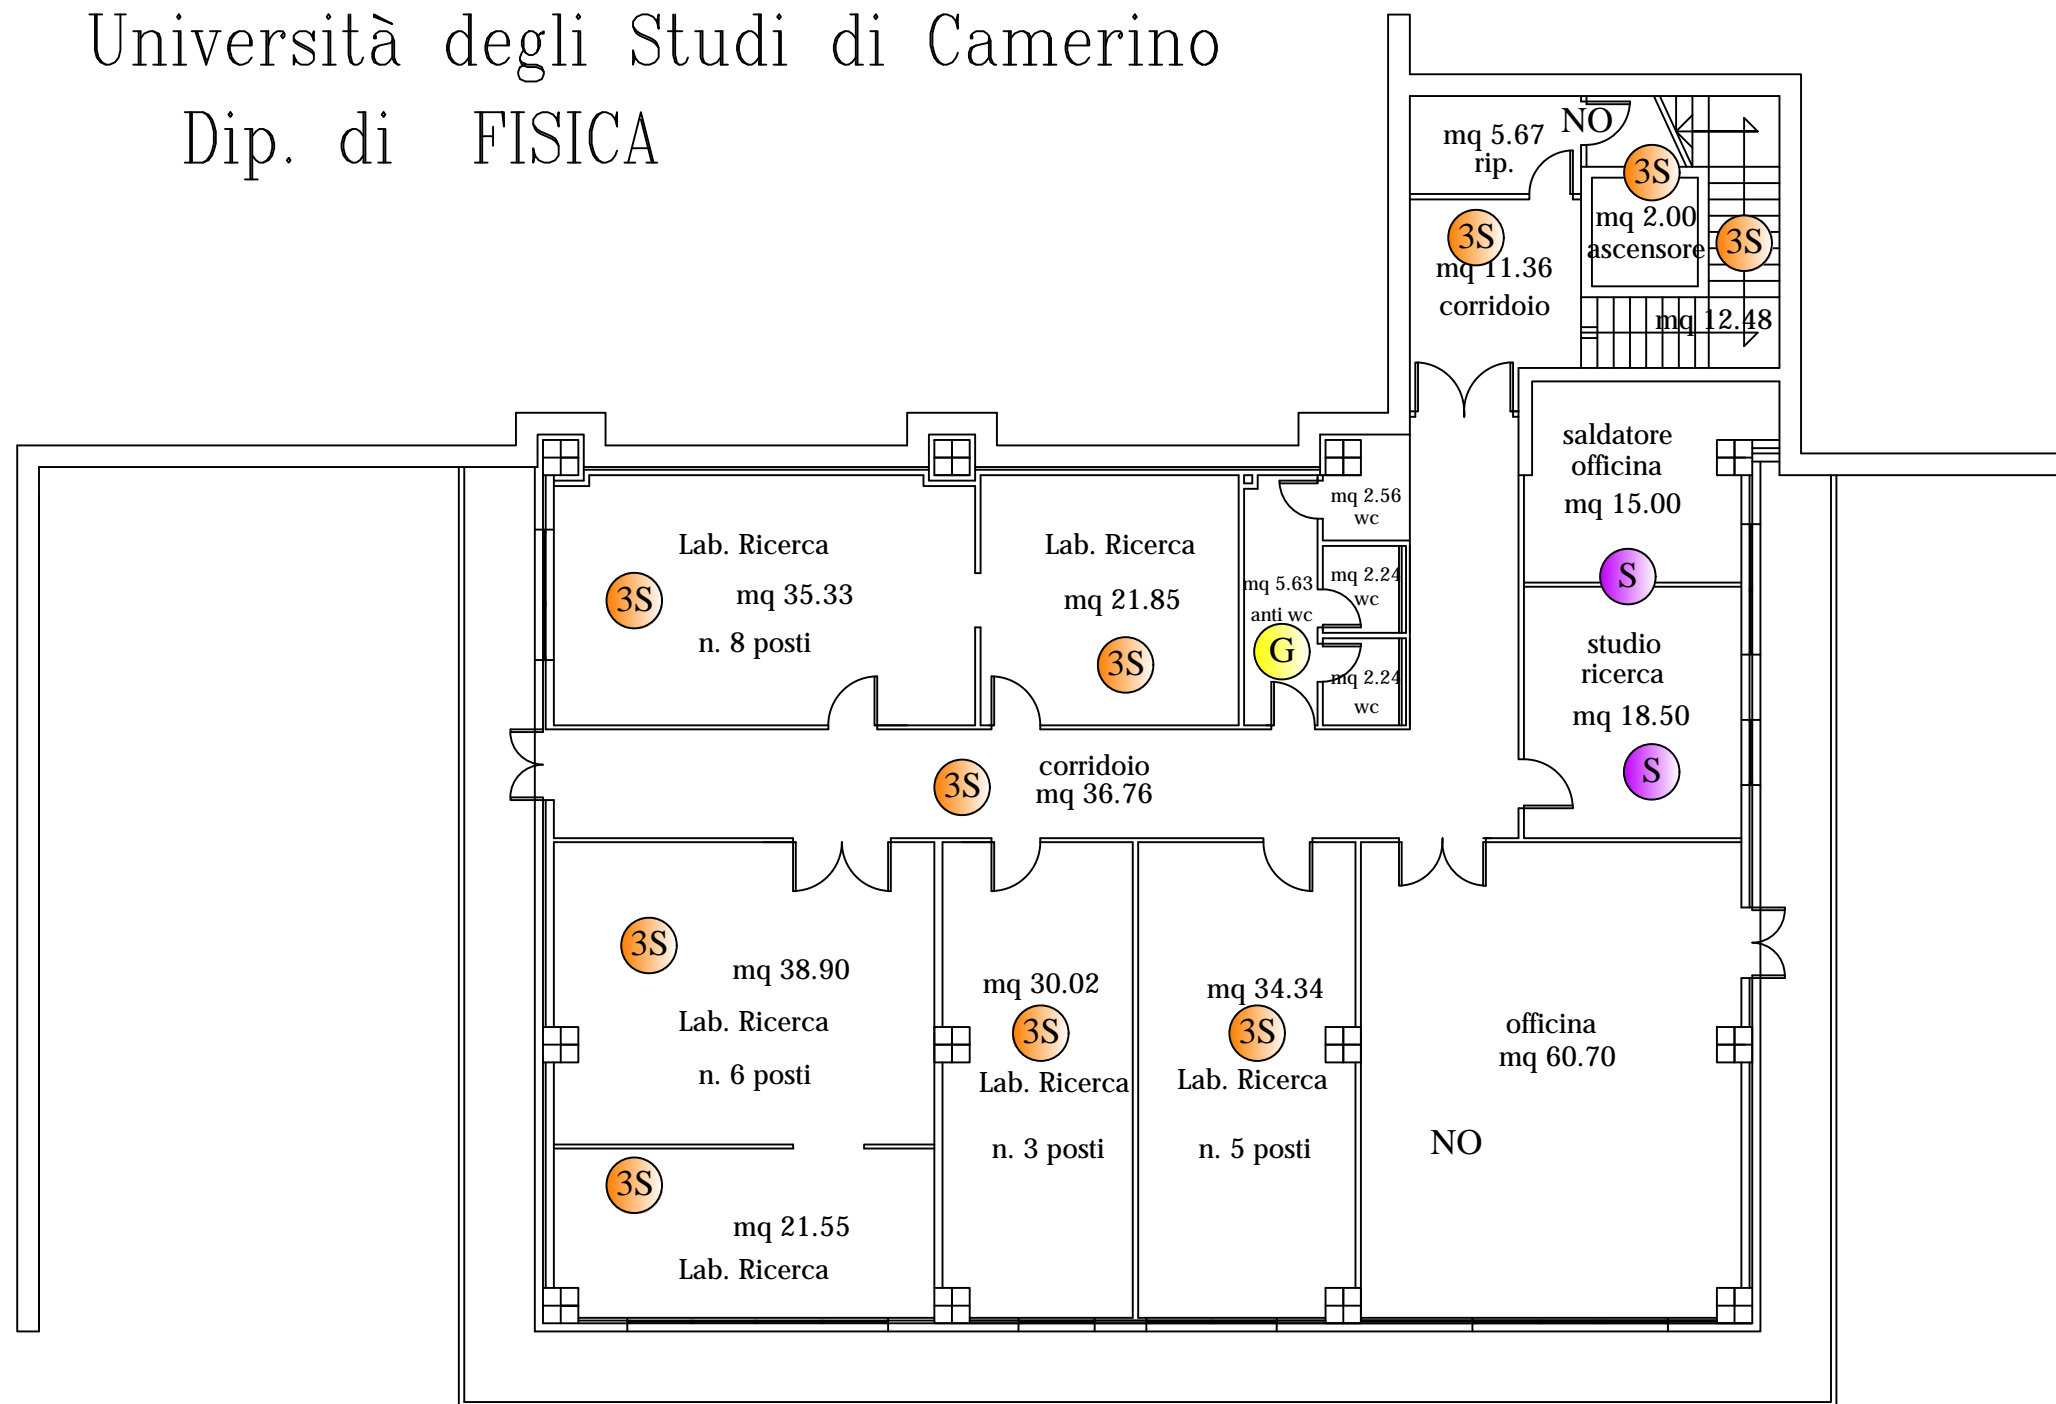 Università degli Studi di Camerino
Dip. di FISICA
NO
mq 5.67
rip.
3S
mq 2.00
ascensore
3S
3S
mq 11.36
corridoio
mq 12.48
saldatore
officina
mq 15.00
S
studio
ricerca
mq 18.50
S
Lab. Ricerca
3S
mq 35.33
n. 8 posti
Lab. Ricerca
mq 21.85
3S
mq 5.63
anti wc
G
mq 2.56
wc
mq 2.24
wc
mq 2.24
wc
3S
corridoio
mq 36.76
3S
mq 38.90
Lab. Ricerca
n. 6 posti
3S
mq 21.55
Lab. Ricerca
mq 30.02
3S
Lab. Ricerca
n. 3 posti
mq 34.34
3S
Lab. Ricerca
n. 5 posti
officina
mq 60.70
NO